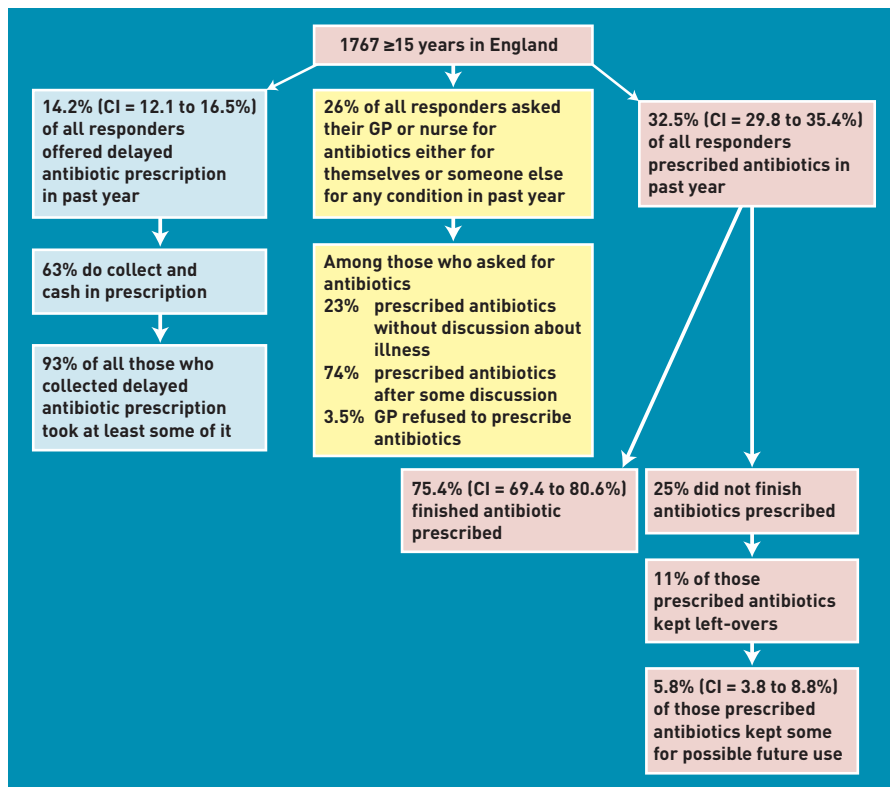 1767 ≥15 years in England
14.2% (CI = 12.1 to 16.5%)
of all responders
offered delayed
antibiotic prescription
in past year
63% do collect and
cash in prescription
93% of all those who
collected delayed
antibiotic prescription
took at least some of it
26% of all responders asked
their GP or nurse for
antibiotics either for
themselves or someone else
for any condition in past year
Among those who asked for
antibiotics
23% prescribed antibiotics
without discussion about
illness
74% prescribed antibiotics
after some discussion
3.5% GP refused to prescribe
antibiotics
32.5% (CI = 29.8 to 35.4%)
of all responders
prescribed antibiotics in
past year
75.4% (CI = 69.4 to 80.6%)
finished antibiotic
prescribed
25% did not finish
antibiotics prescribed
11% of those
prescribed antibiotics
kept left-overs
5.8% (CI = 3.8 to 8.8%)
of those prescribed
antibiotics kept some
for possible future use